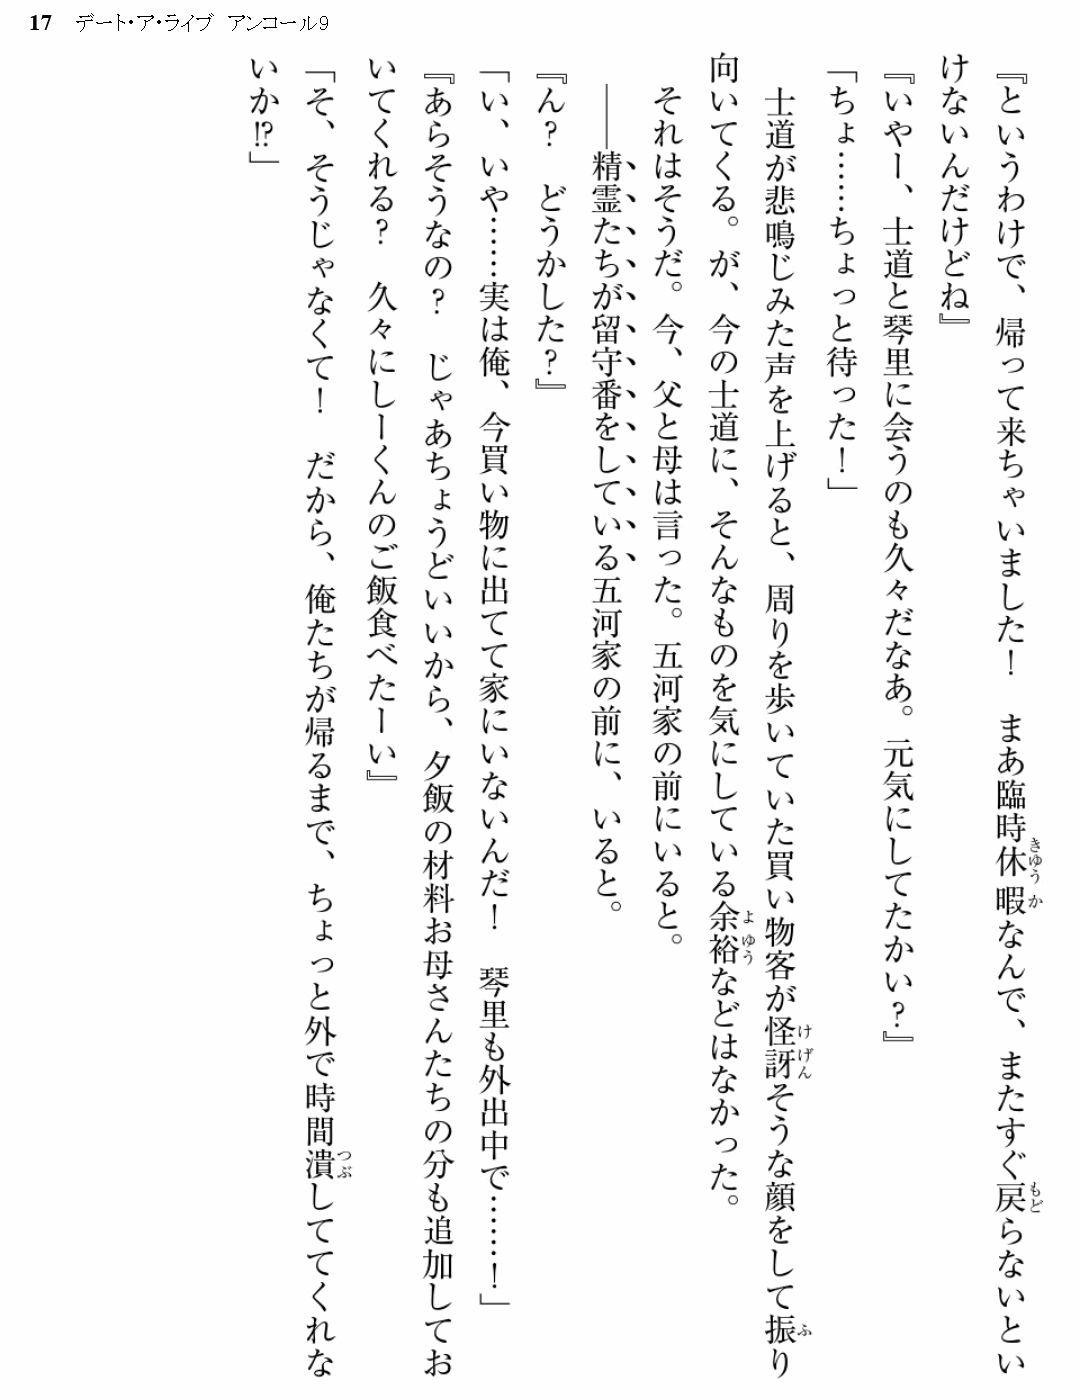 17 デート・ア・ライブ アンコール9
『というわけで、帰って来ちゃいました！　まあ臨時休暇なんで、またすぐ戻らないとい
けないんだけどね』
『いやー、士道と琴里に会うのも久々だなあ。元気にしてたかい？』
「ちょ……ちょっと待った！」
　士道が悲鳴じみた声を上げると、周りを歩いていた買い物客が怪訝そうな顔をして振り
向いてくる。が、今の士道に、そんなものを気にしている余裕などはなかった。
　それはそうだ。今、父と母は言った。五河家の前にいると。
　――精霊たちが留守番をしている五河家の前に、いると。
『ん？　どうかした？』
「い、いや……実は俺、今買い物に出てて家にいないんだ！　琴里も外出中で……！」
『あらそうなの？　じゃあちょうどいいから、夕飯の材料お母さんたちの分も追加してお
いてくれる？　久々にしーくんのご飯食べたーい』
「そ、そうじゃなくて！　だから、俺たちが帰るまで、ちょっと外で時間潰しててくれな
いか!?」